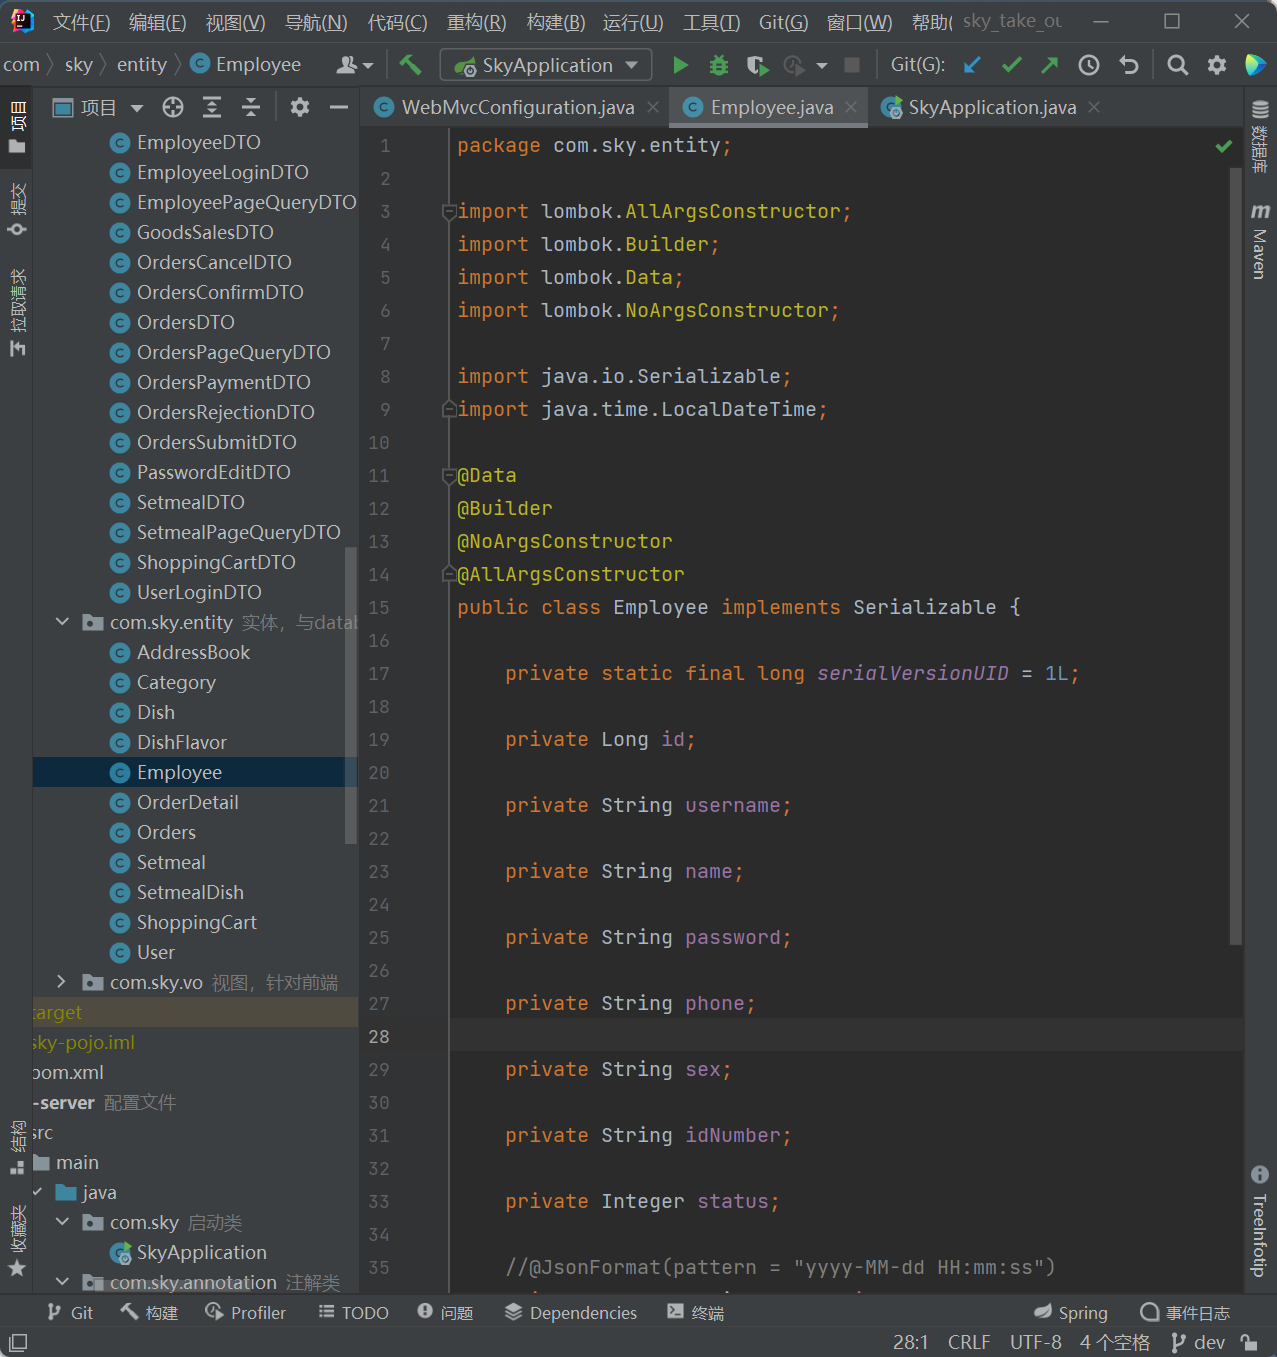 文件(F) 编辑(E) 视图(V) 导航(N) 代码(C) 重构(R) 构建(B) 运行(U) 工具(T) Git(G) 窗口(W) 帮助( sky_take_ou
com sky entity Employee SkyApplication Git(G):
项目
WebMvcConfiguration.java Employee.java SkyApplication.java
项目
提交
拉取请求
结构
收藏夹
EmployeeDTO
EmployeeLoginDTO
EmployeePageQueryDTO
GoodsSalesDTO
OrdersCancelDTO
OrdersConfirmDTO
OrdersDTO
OrdersPageQueryDTO
OrdersPaymentDTO
OrdersRejectionDTO
OrdersSubmitDTO
PasswordEditDTO
SetmealDTO
SetmealPageQueryDTO
ShoppingCartDTO
UserLoginDTO
com.sky.entity 实体，与datab
AddressBook
Category
Dish
DishFlavor
Employee
OrderDetail
Orders
Setmeal
SetmealDish
ShoppingCart
User
com.sky.vo 视图，针对前端
target
sky-pojo.iml
pom.xml
-server 配置文件
src
main
java
com.sky 启动类
SkyApplication
com.sky.annotation 注解类
1 package com.sky.entity;
2
3 import lombok.AllArgsConstructor;
4 import lombok.Builder;
5 import lombok.Data;
6 import lombok.NoArgsConstructor;
7
8 import java.io.Serializable;
9 import java.time.LocalDateTime;
10
11 @Data
12 @Builder
13 @NoArgsConstructor
14 @AllArgsConstructor
15 public class Employee implements Serializable {
16
17 private static final long serialVersionUID = 1L;
18
19 private Long id;
20
21 private String username;
22
23 private String name;
24
25 private String password;
26
27 private String phone;
28
29 private String sex;
30
31 private String idNumber;
32
33 private Integer status;
34
35 //@JsonFormat(pattern = "yyyy-MM-dd HH:mm:ss")
数据库
m Maven
TreeInfotip
Git 构建 Profiler TODO 问题 Dependencies 终端 Spring 事件日志
28:1 CRLF UTF-8 4 个空格 dev